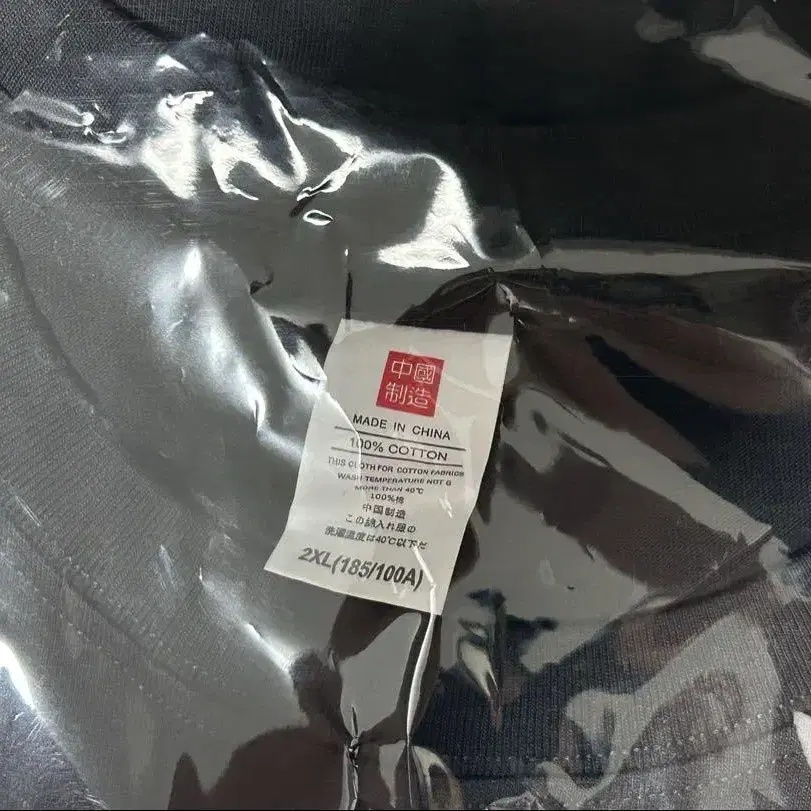 中國
制造
MADE IN CHINA
100% COTTON
THIS CLOTH FOR COTTON FABRICS
WASH TEMPERATURE NOT G
MORE THAN 40℃
100%棉
中国制造
この綿入れ服の
洗濯温度は40℃以下だ
2XL(185/100A)